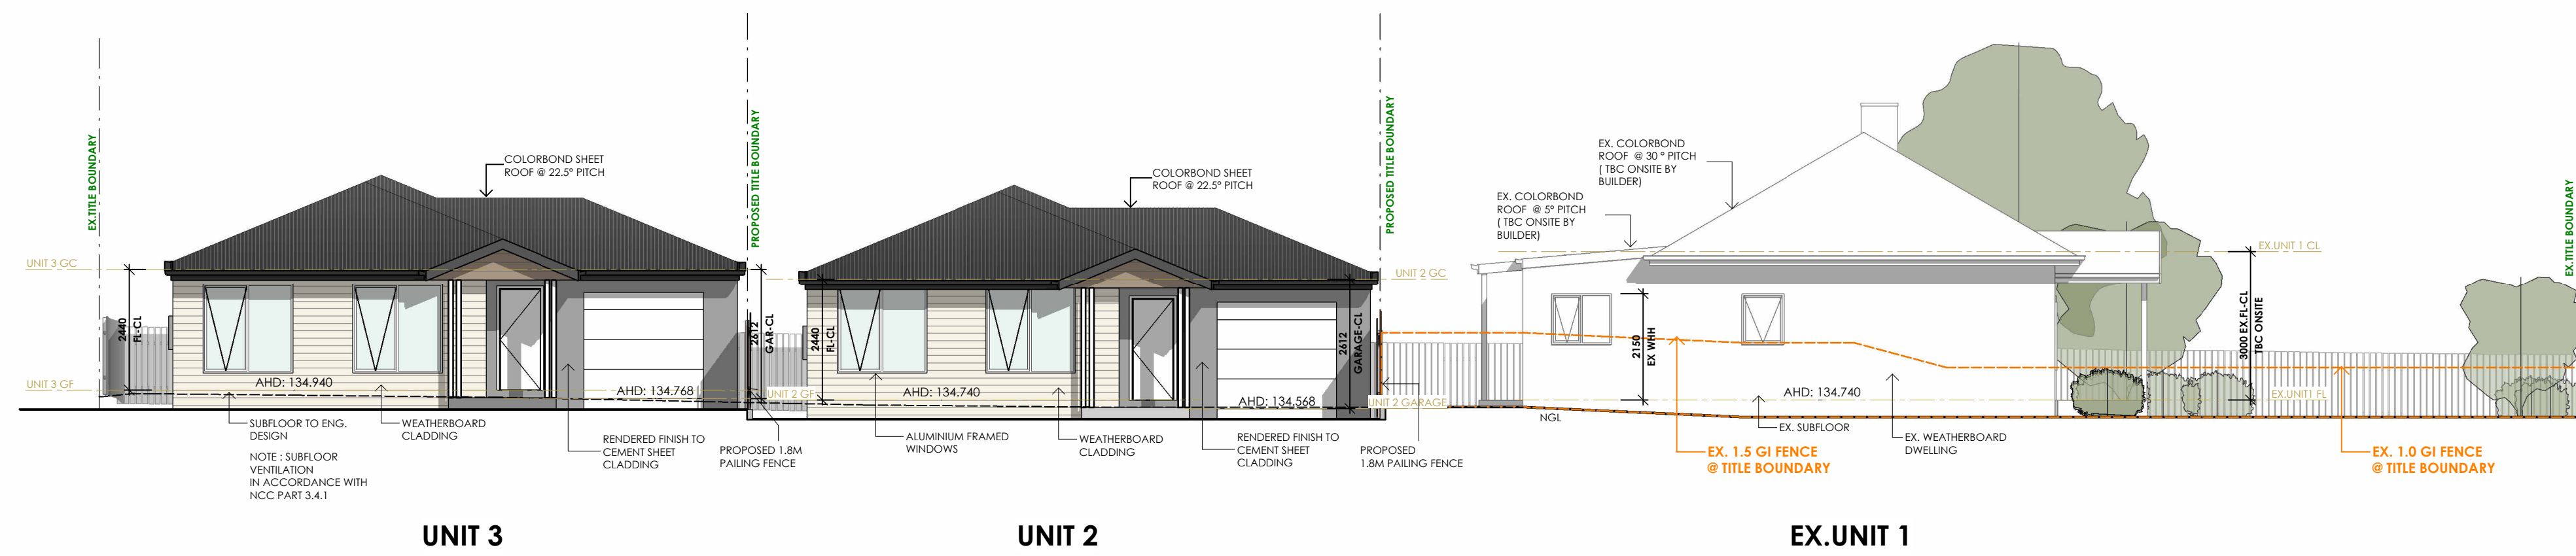 EX.TITLE BOUNDARY
UNIT 3 GC
2440
FL-CL
UNIT 3 GF
COLORBOND SHEET
ROOF @ 22.5° PITCH
AHD: 134.940
AHD: 134.768
SUBFLOOR TO ENG.
DESIGN
NOTE : SUBFLOOR
VENTILATION
IN ACCORDANCE WITH
NCC PART 3.4.1
WEATHERBOARD
CLADDING
RENDERED FINISH TO
CEMENT SHEET
CLADDING
UNIT 3
PROPOSED TITLE BOUNDARY
2612
GAR-CL
UNIT 2 GF
PROPOSED 1.8M
PAILING FENCE
2440
FL-CL
COLORBOND SHEET
ROOF @ 22.5° PITCH
AHD: 134.740
AHD: 134.568
ALUMINIUM FRAMED
WINDOWS
WEATHERBOARD
CLADDING
RENDERED FINISH TO
CEMENT SHEET
CLADDING
UNIT 2
2612
GARAGE-CL
PROPOSED TITLE BOUNDARY
UNIT 2 GC
UNIT 2 GARAGE
PROPOSED
1.8M PAILING FENCE
EX. COLORBOND
ROOF @ 5° PITCH
( TBC ONSITE BY
BUILDER)
EX. COLORBOND
ROOF @ 30 ° PITCH
( TBC ONSITE BY
BUILDER)
2150
EX WHH
NGL
AHD: 134.740
EX. SUBFLOOR
EX. WEATHERBOARD
DWELLING
EX. 1.5 GI FENCE
@ TITLE BOUNDARY
EX.UNIT 1
EX.UNIT 1 CL
3000 EX.FL-CL
TBC ONSITE
EX.UNIT1 FL
EX. 1.0 GI FENCE
@ TITLE BOUNDARY
EX.TITLE BOUNDARY